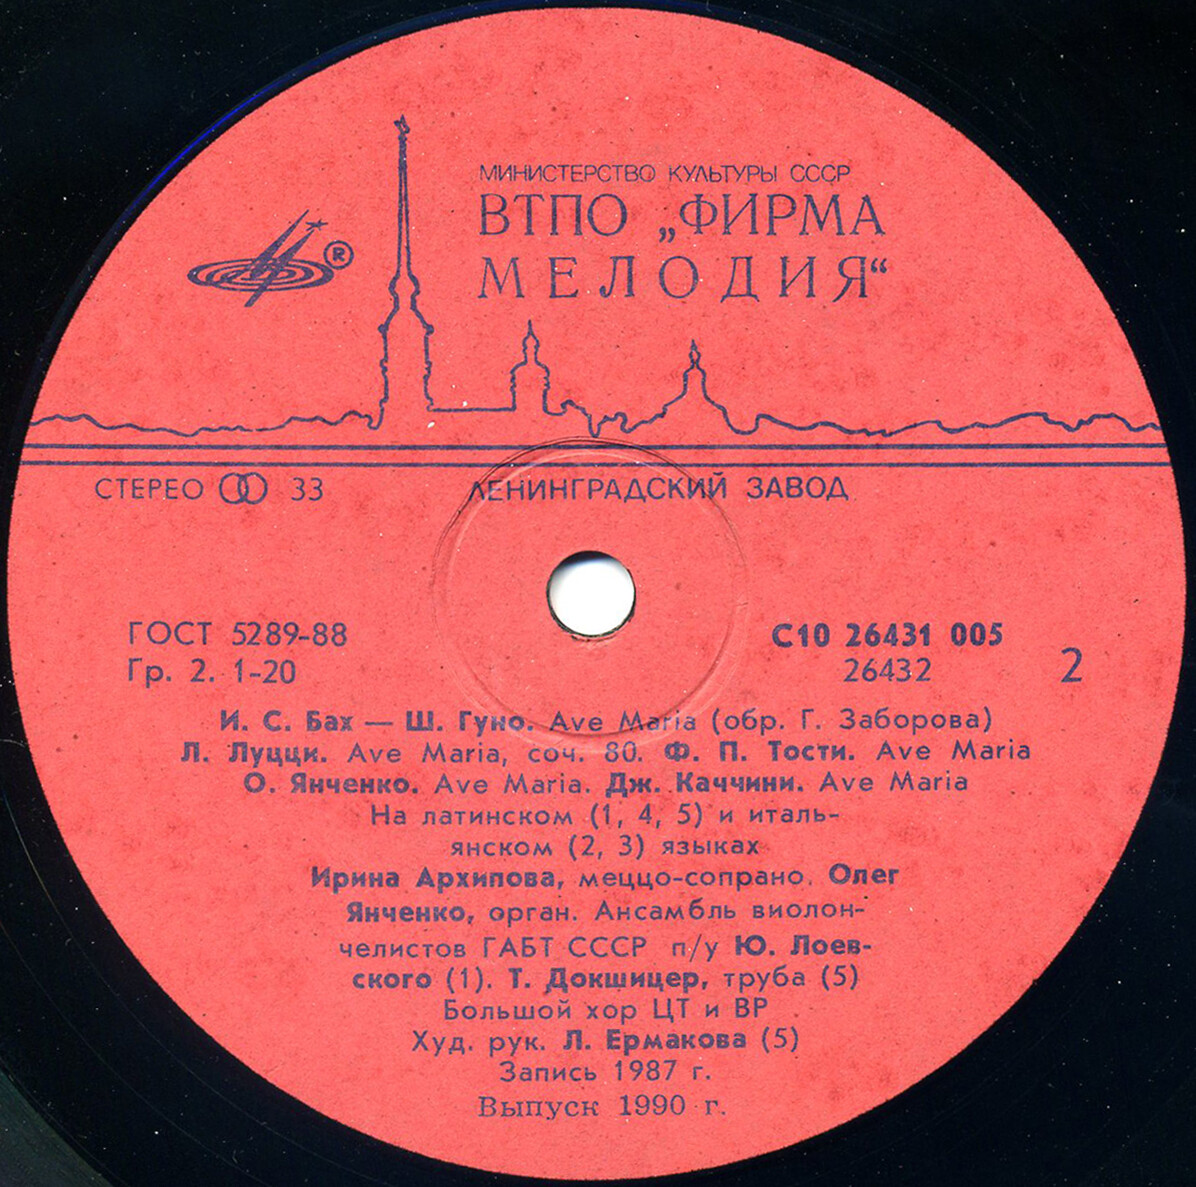 МИНИСТЕРСТВО КУЛЬТУРЫ СССР
ВТПО „ФИРМА
МЕЛОДИЯ“
®
СТЕРЕО 33
ЛЕНИНГРАДСКИЙ ЗАВОД
ГОСТ 5289-88
Гр. 2. 1-20
С10 26431 005
26432
2
И. С. Бах — Ш. Гуно. Ave Maria (обр. Г. Заборова)
Л. Луцци. Ave Maria, соч. 80. Ф. П. Тости. Ave Maria
О. Янченко. Ave Maria. Дж. Каччини. Ave Maria
На латинском (1, 4, 5) и италь-
янском (2, 3) языках
Ирина Архипова, меццо-сопрано. Олег
Янченко, орган. Ансамбль виолон-
челистов ГАБТ СССР п/у Ю. Лоев-
ского (1). Т. Докшицер, труба (5)
Большой хор ЦТ и ВР
Худ. рук. Л. Ермакова (5)
Запись 1987 г.
Выпуск 1990 г.